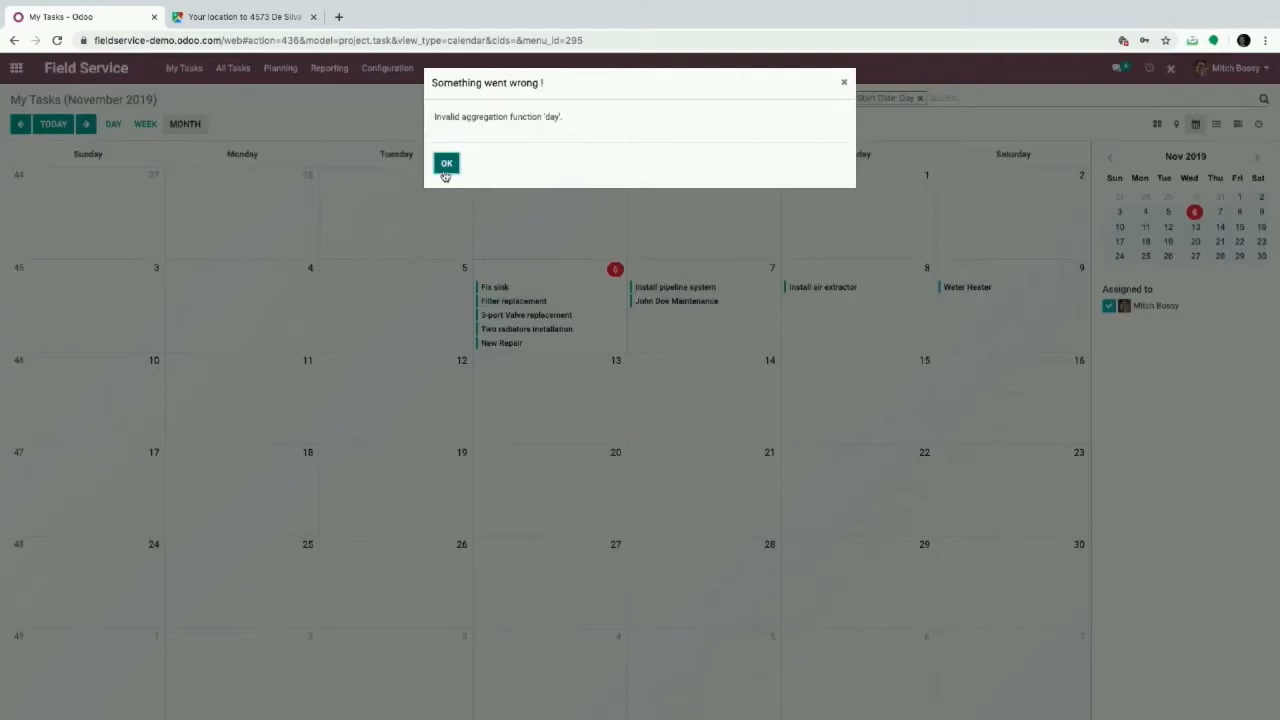 My Tasks - Odoo
Your location to 4573 De Silva
fieldservice-demo.odoo.com/web#action=436&model=project.task&view_type=calendar&cids=&menu_id=295
Field Service My Tasks All Tasks Planning Reporting Configuration Mitch Bossy
Something went wrong !
Invalid aggregation function 'day'.
OK
My Tasks (November 2019) Start Date: Day Search...
TODAY DAY WEEK MONTH
Sunday Monday Tuesday Saturday
44 27 28 1 2
45 3 4 5 6 7 8 9
Fix sink Install pipeline system Install air extractor Water Heater
Filter replacement John Doe Maintenance
3-port Valve replacement
Two radiators installation
New Repair
46 10 11 12 13 14 15 16
47 17 18 19 20 21 22 23
48 24 25 26 27 28 29 30
49 1 2 3 4 5 6 7
Nov 2019
Sun Mon Tue Wed Thu Fri Sat
27 28 29 30 31 1 2
3 4 5 6 7 8 9
10 11 12 13 14 15 16
17 18 19 20 21 22 23
24 25 26 27 28 29 30
Assigned to
Mitch Bossy